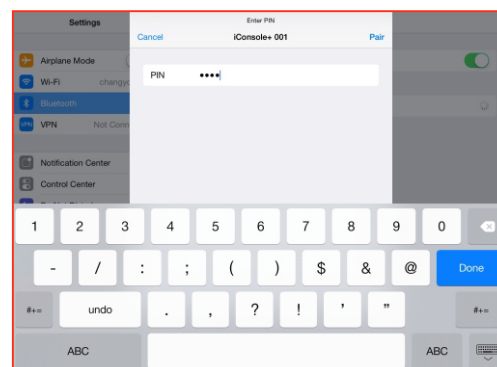 Settings
Enter PIN
Cancel
iConsole+ 001
Pair
Airplane Mode
Wi-Fi
Bluetooth
VPN
VPN
Not Conn
PIN
••••
Notification Center
Control Center
1 2 3 4 5 6 7 8 9 0
- / : ; ( ) $ & @ Done
#+= undo . , ? ! ' " #+=
ABC ABC